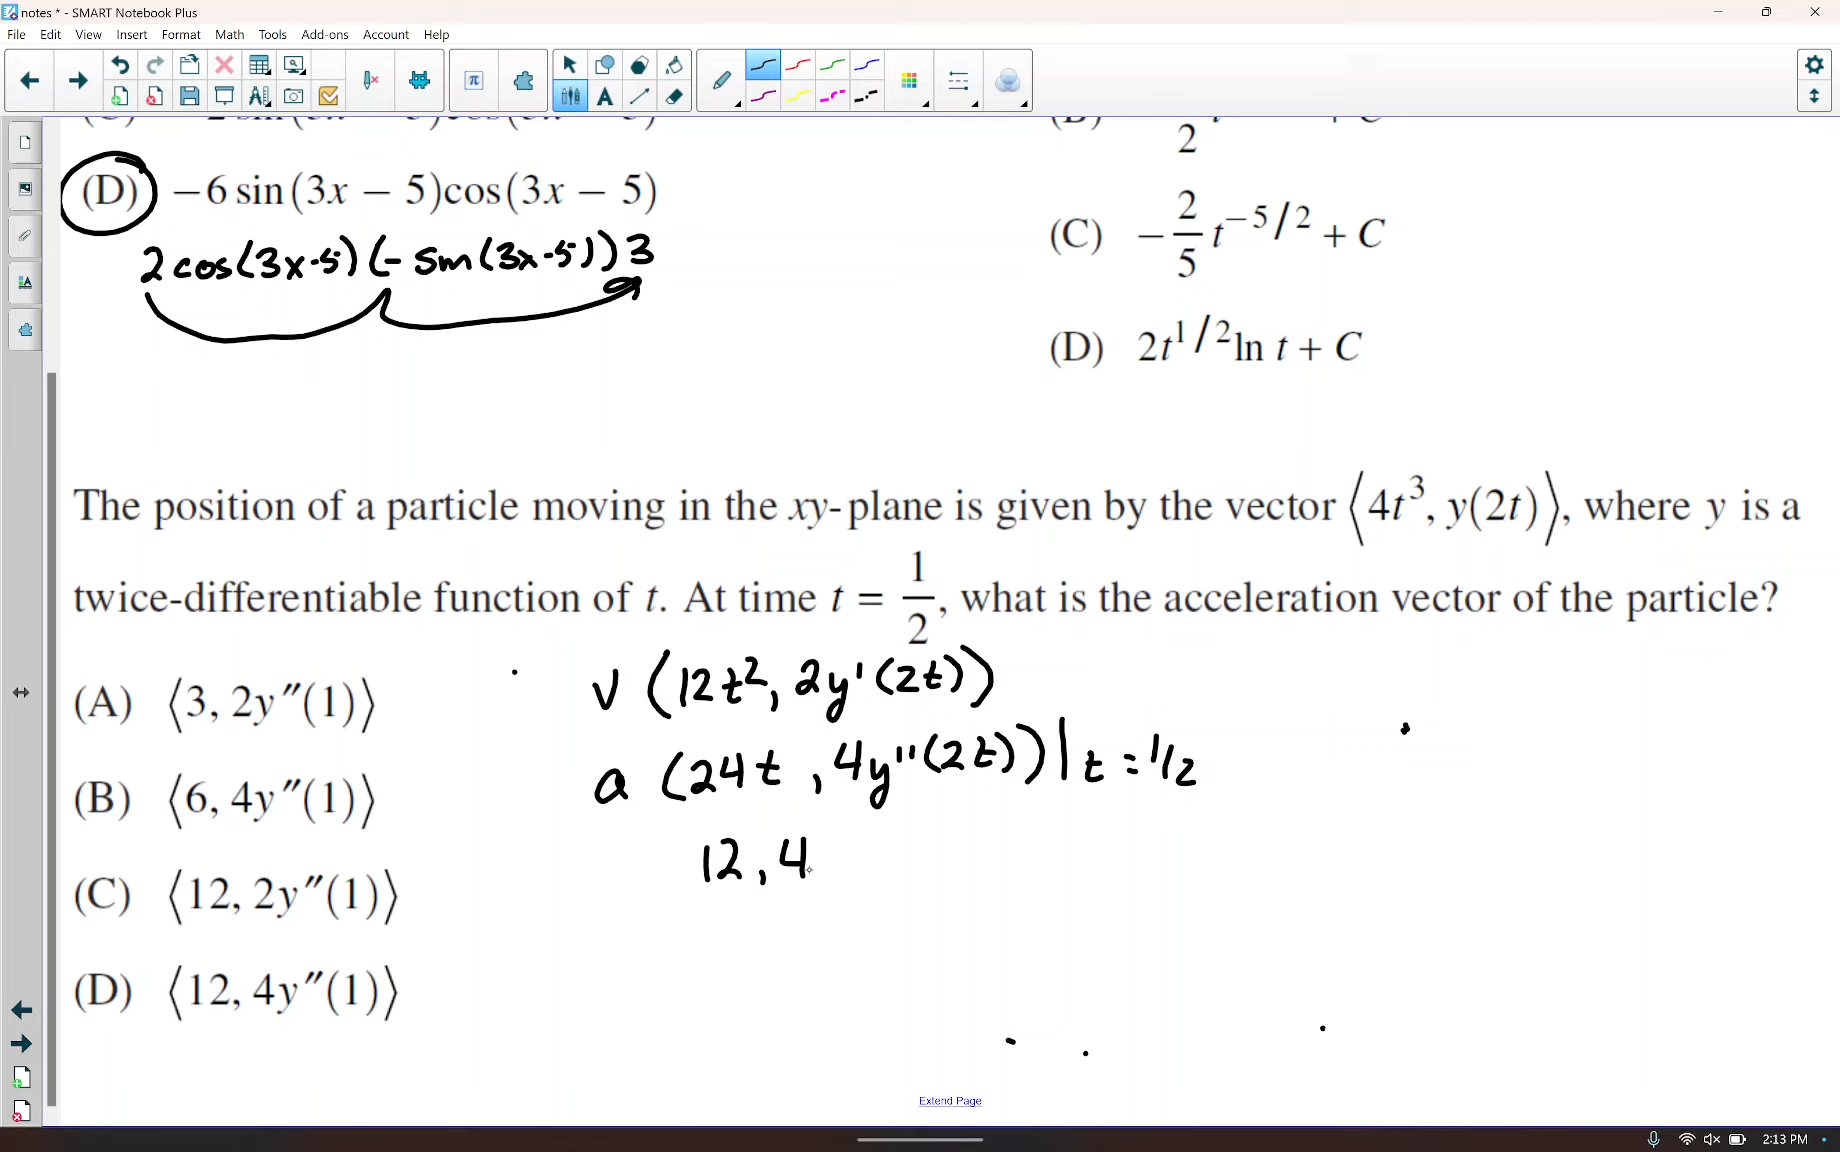 notes * - SMART Notebook Plus
File Edit View Insert Format Math Tools Add-ons Account Help
(D) −6 sin(3x − 5)cos(3x − 5)
2cos(3x-5)(- sin(3x-5))3
2
(C) −2/5 t^−5/2 + C
(D) 2t^1/2 ln t + C
The position of a particle moving in the xy-plane is given by the vector ⟨4t³, y(2t)⟩, where y is a
twice-differentiable function of t. At time t = 1/2, what is the acceleration vector of the particle?
(A) ⟨3, 2y″(1)⟩
(B) ⟨6, 4y″(1)⟩
(C) ⟨12, 2y″(1)⟩
(D) ⟨12, 4y″(1)⟩
v (12t², 2y'(2t))
a (24t , 4y''(2t))|t = 1/2
12, 4
Extend Page
2:13 PM